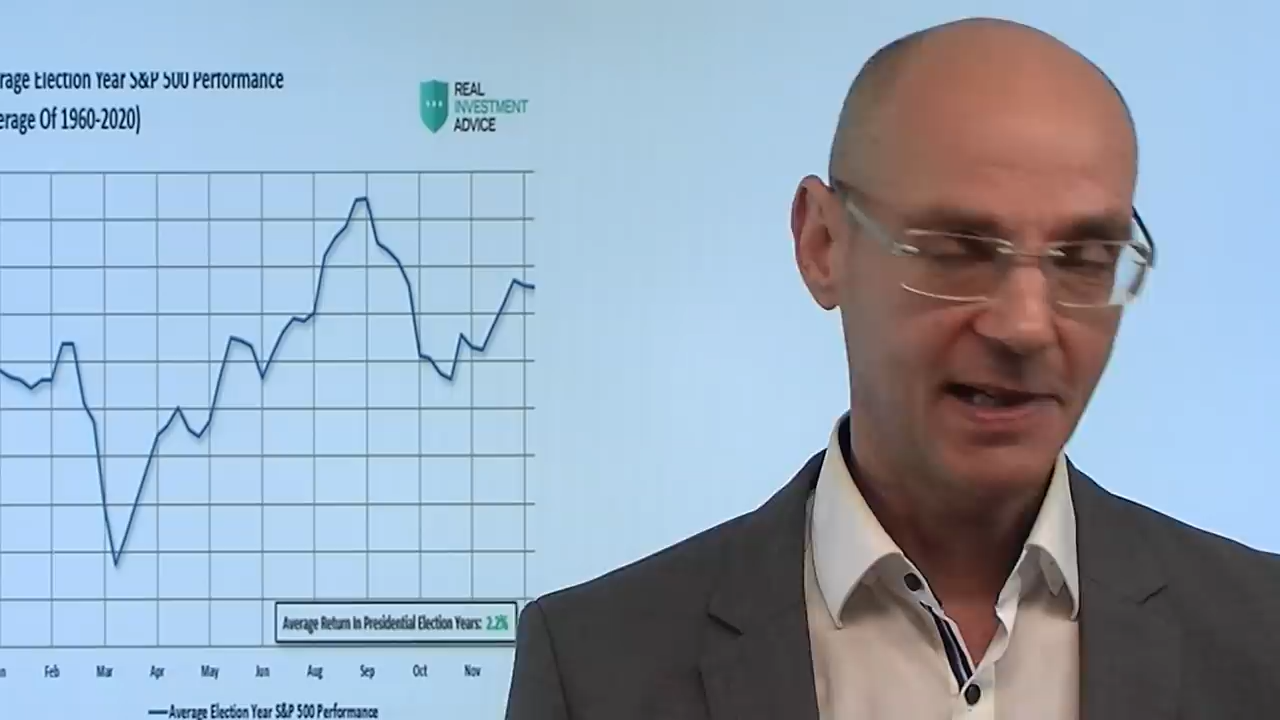 rage Election Year S&P 500 Performance
erage Of 1960-2020)
REAL
INVESTMENT
ADVICE
Average Return In Presidential Election Years: 2.2%
n Feb Mar Apr May Jun Aug Sep Oct Nov
Average Election Year S&P 500 Performance